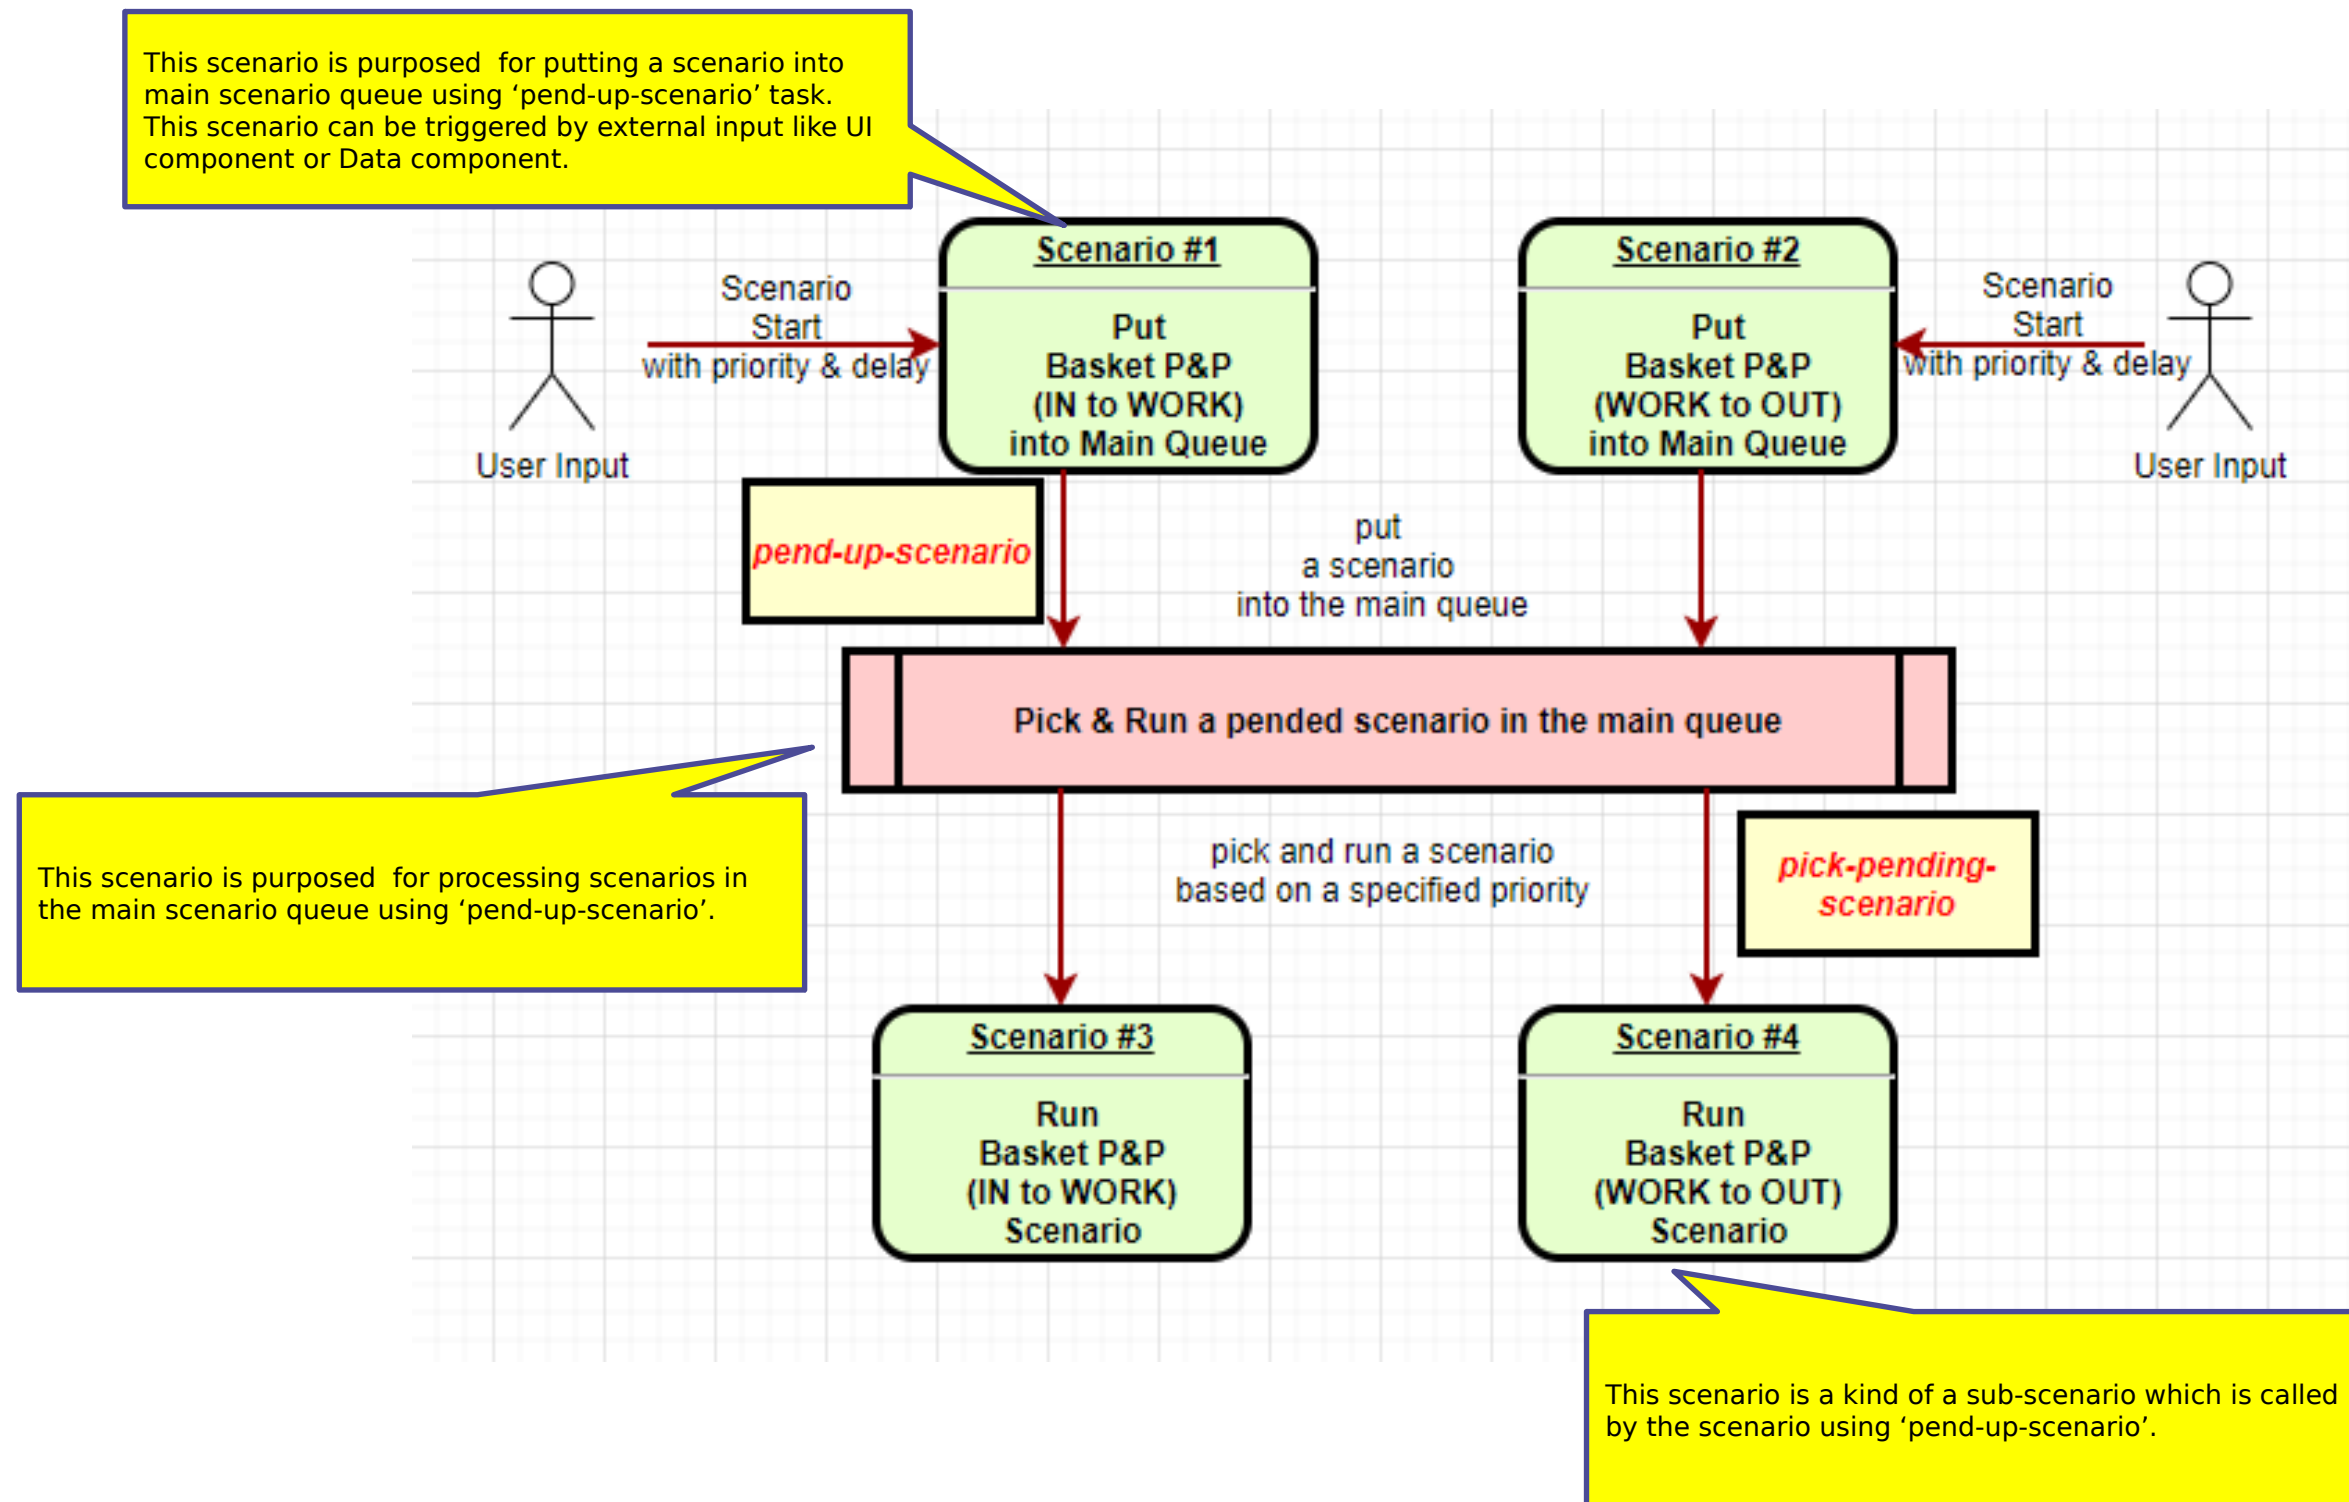 This scenario is purposed  for putting a scenario into
main scenario queue using ‘pend-up-scenario’ task.
This scenario can be triggered by external input like UI
component or Data component.
Scenario #1
Put
Basket P&P
(IN to WORK)
into Main Queue
Scenario #2
Put
Basket P&P
(WORK to OUT)
into Main Queue
Scenario
Start
with priority & delay
User Input
Scenario
Start
with priority & delay
User Input
pend-up-scenario
put
a scenario
into the main queue
Pick & Run a pended scenario in the main queue
This scenario is purposed  for processing scenarios in
the main scenario queue using ‘pend-up-scenario’.
pick and run a scenario
based on a specified priority
pick-pending-
scenario
Scenario #3
Run
Basket P&P
(IN to WORK)
Scenario
Scenario #4
Run
Basket P&P
(WORK to OUT)
Scenario
This scenario is a kind of a sub-scenario which is called
by the scenario using ‘pend-up-scenario’.